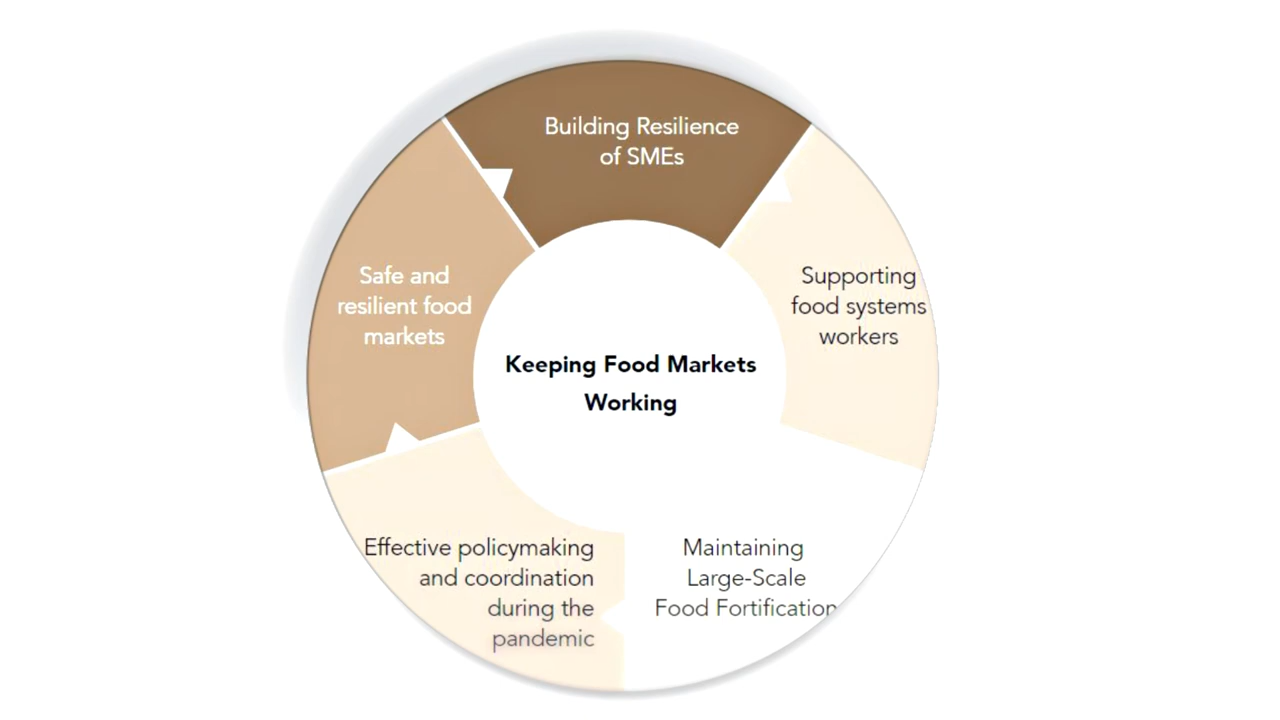 Building Resilience
of SMEs
Safe and
resilient food
markets
Supporting
food systems
workers
Keeping Food Markets
Working
Effective policymaking
and coordination
during the
pandemic
Maintaining
Large-Scale
Food Fortification